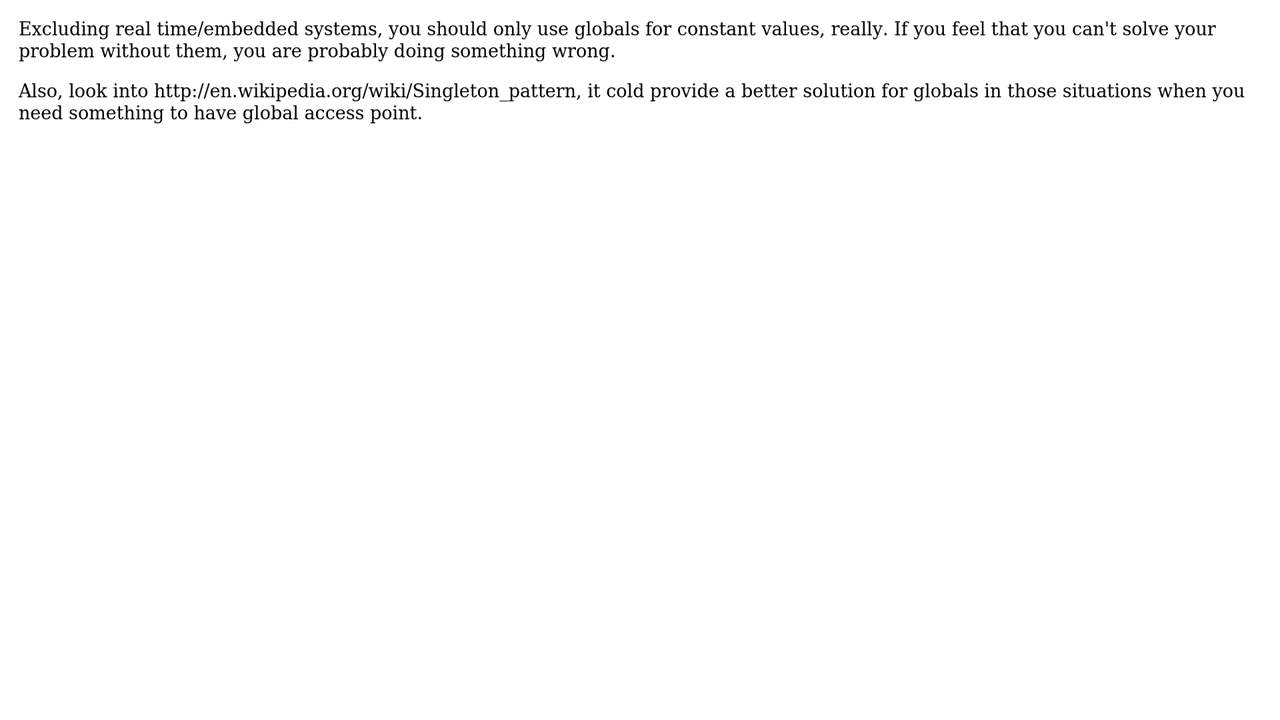 Excluding real time/embedded systems, you should only use globals for constant values, really. If you feel that you can't solve your
problem without them, you are probably doing something wrong.
Also, look into http://en.wikipedia.org/wiki/Singleton_pattern, it cold provide a better solution for globals in those situations when you
need something to have global access point.